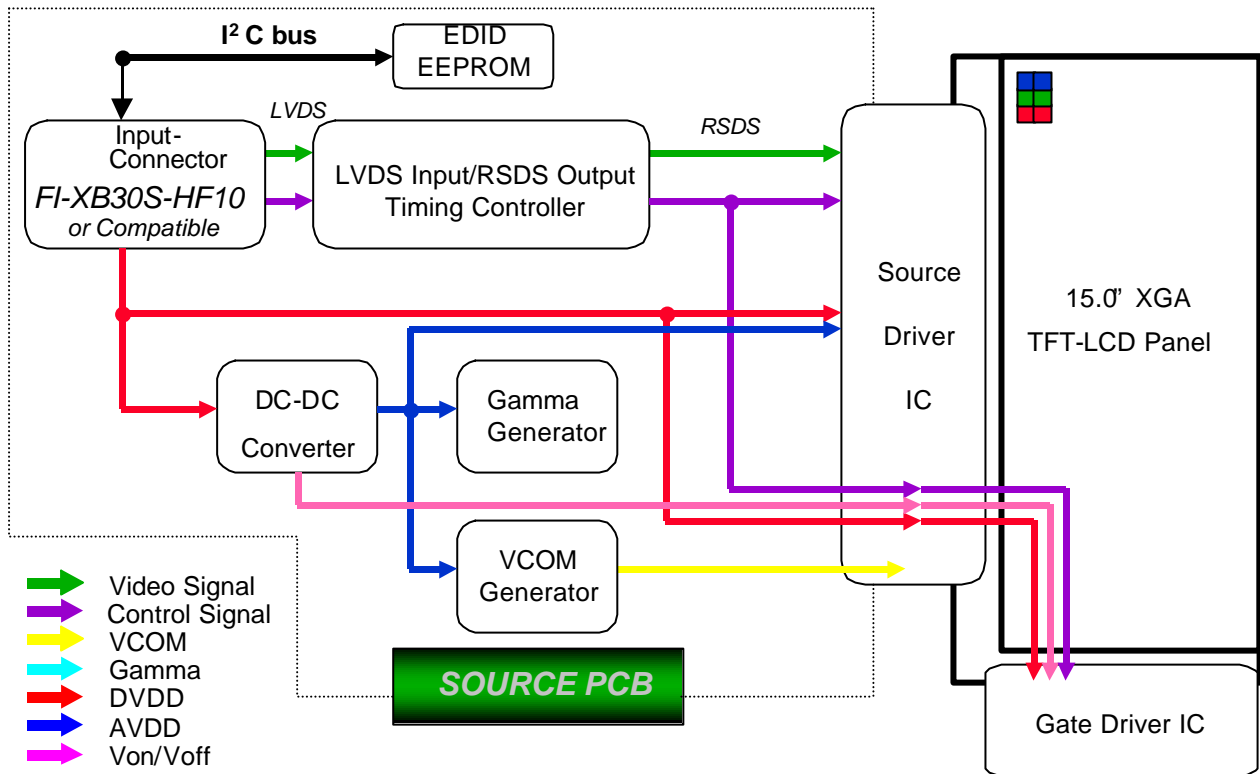 I² C bus
EDID
EEPROM
LVDS
RSDS
Input-
Connector
FI-XB30S-HF10
or Compatible
LVDS Input/RSDS Output
Timing Controller
Source
Driver
IC
15.0” XGA
TFT-LCD Panel
DC-DC
Converter
Gamma
Generator
VCOM
Generator
Video Signal
Control Signal
VCOM
Gamma
DVDD
AVDD
Von/Voff
SOURCE PCB
Gate Driver IC